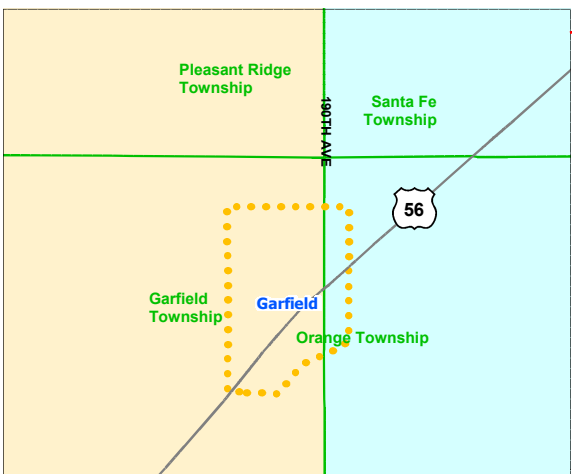 Pleasant Ridge
Township
190TH AVE
Santa Fe
Township
56
Garfield
Township
Garfield
Orange Township